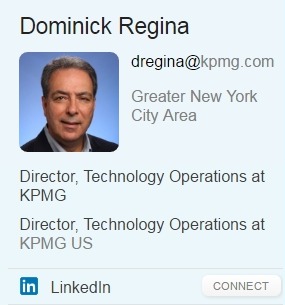 Dominick Regina
dregina@kpmg.com
Greater New York
City Area
Director, Technology Operations at
KPMG
Director, Technology Operations at
KPMG US
in LinkedIn
CONNECT